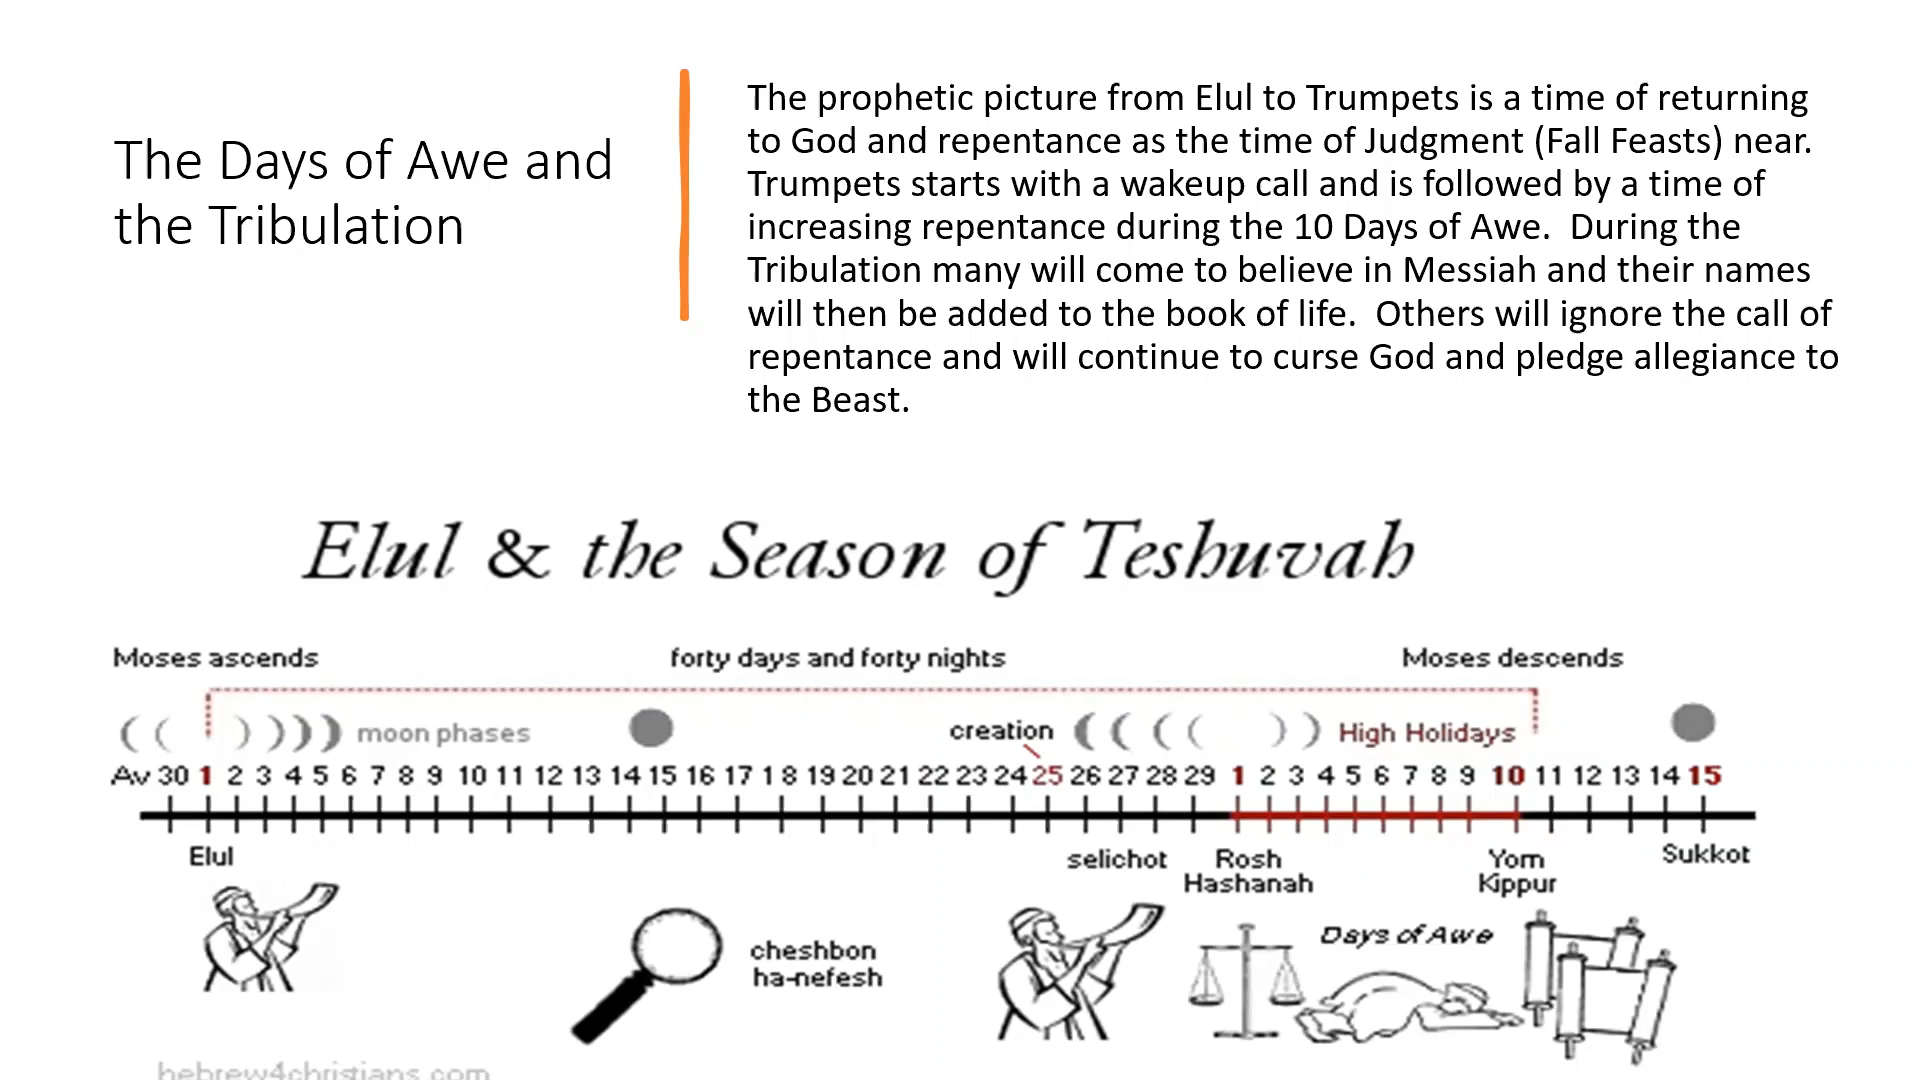 The Days of Awe and
the Tribulation
The prophetic picture from Elul to Trumpets is a time of returning
to God and repentance as the time of Judgment (Fall Feasts) near.
Trumpets starts with a wakeup call and is followed by a time of
increasing repentance during the 10 Days of Awe.  During the
Tribulation many will come to believe in Messiah and their names
will then be added to the book of life.  Others will ignore the call of
repentance and will continue to curse God and pledge allegiance to
the Beast.
Elul & the Season of Teshuvah
Moses ascends
forty days and forty nights
Moses descends
moon phases
creation
High Holidays
Av 30 1 2 3 4 5 6 7 8 9 10 11 12 13 14 15 16 17 18 19 20 21 22 23 24 25 26 27 28 29 1 2 3 4 5 6 7 8 9 10 11 12 13 14 15
Elul
selichot
Rosh
Hashanah
Yom
Kippur
Sukkot
cheshbon
ha-nefesh
Days of Awe
hebrew4christians.com